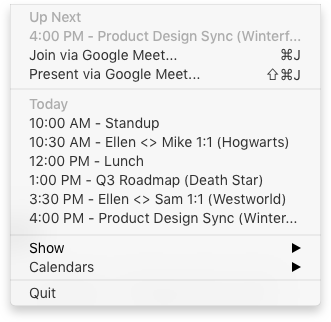 Up Next
4:00 PM - Product Design Sync (Winterf...
Join via Google Meet... ⌘J
Present via Google Meet... ⇧⌘J
Today
10:00 AM - Standup
10:30 AM - Ellen <> Mike 1:1 (Hogwarts)
12:00 PM - Lunch
1:00 PM - Q3 Roadmap (Death Star)
3:30 PM - Ellen <> Sam 1:1 (Westworld)
4:00 PM - Product Design Sync (Winter...
Show ▶
Calendars ▶
Quit